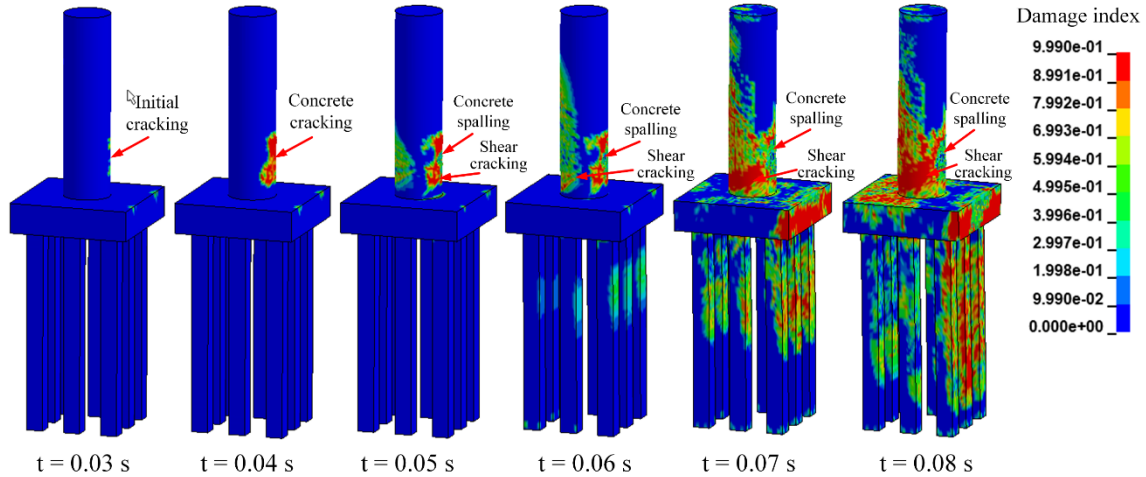 Damage index
9.990e-01
8.991e-01
7.992e-01
6.993e-01
5.994e-01
4.995e-01
3.996e-01
2.997e-01
1.998e-01
9.990e-02
0.000e+00
Initial
cracking
Concrete
cracking
Concrete
spalling
Shear
cracking
Concrete
spalling
Shear
cracking
Concrete
spalling
Shear
cracking
Concrete
spalling
Shear
cracking
t = 0.03 s
t = 0.04 s
t = 0.05 s
t = 0.06 s
t = 0.07 s
t = 0.08 s